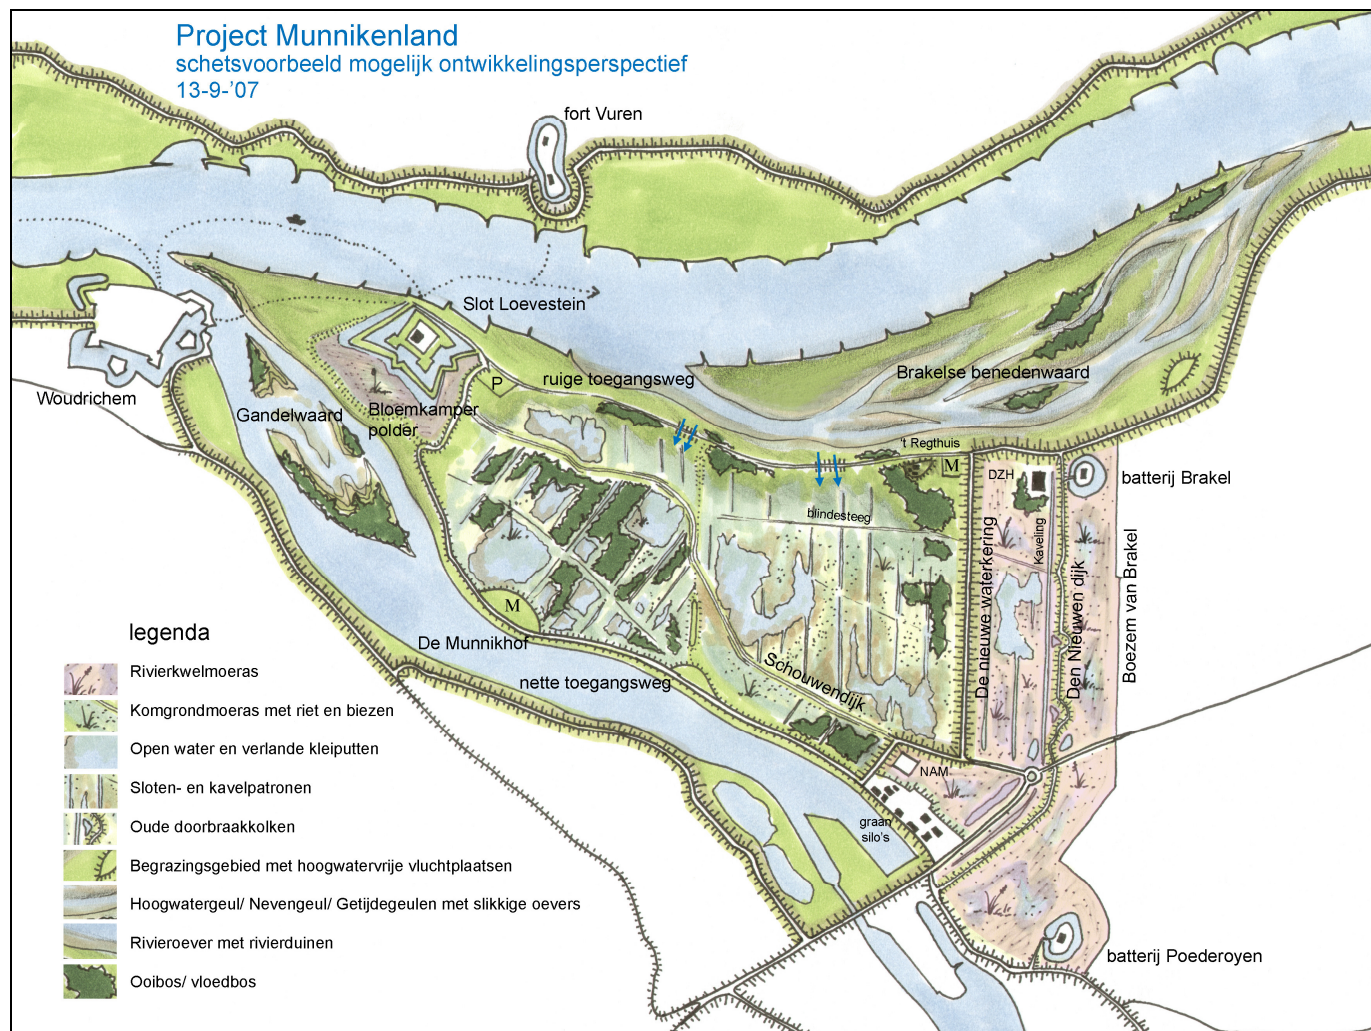 Project Munnikenland
schetsvoorbeeld mogelijk ontwikkelingsperspectief
13-9-'07
fort Vuren
Slot Loevestein
ruige toegangsweg
P
Brakelse benedenwaard
Woudrichem
Gandelwaard
Bloemkamper
polder
't Regthuis
M
DZH
batterij Brakel
blindesteeg
Kaveling
De nieuwe waterkering
Den Nieuwen dijk
Boezem van Brakel
M
De Munnikhof
nette toegangsweg
Schouwendijk
NAM
graan
silo's
batterij Poederoyen
legenda
Rivierkwelmoeras
Komgrondmoeras met riet en biezen
Open water en verlande kleiputten
Sloten- en kavelpatronen
Oude doorbraakkolken
Begrazingsgebied met hoogwatervrije vluchtplaatsen
Hoogwatergeul/ Nevengeul/ Getijdegeulen met slikkige oevers
Rivieroever met rivierduinen
Ooibos/ vloedbos